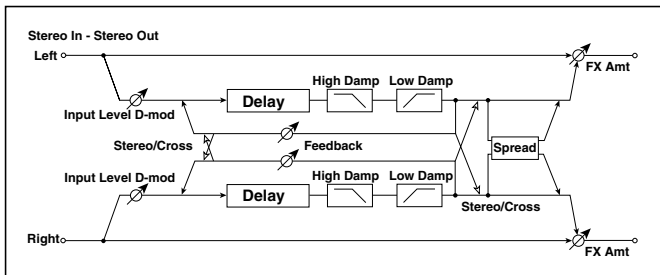 Stereo In - Stereo Out
Left
FX Amt
High Damp Low Damp
Delay
Input Level D-mod
Stereo/Cross
Feedback
Spread
Input Level D-mod
High Damp Low Damp
Delay
Stereo/Cross
Right
FX Amt